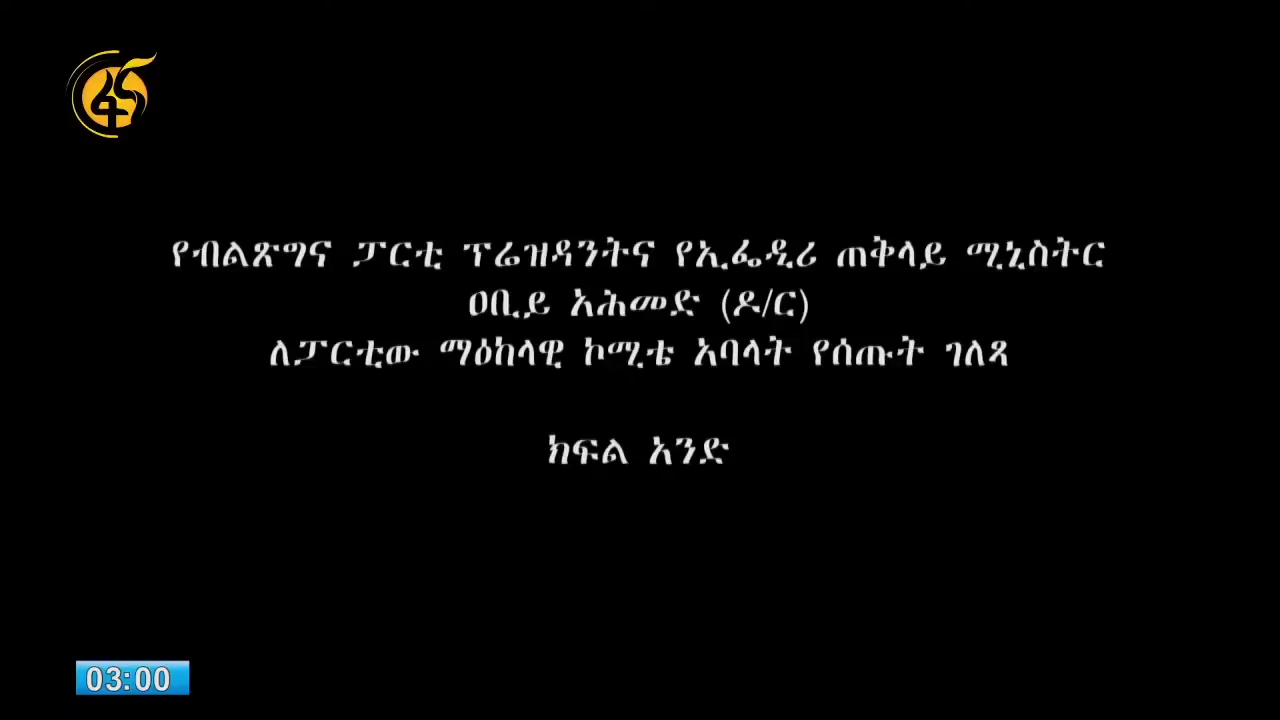 የብልጽግና ፓርቲ ፕሬዝዳንትና የኢፌዲሪ ጠቅላይ ሚኒስትር
ዐቢይ አሕመድ (ዶ/ር)
ለፓርቲው ማዕከላዊ ኮሚቴ አባላት የሰጡት ገለጻ
ክፍል አንድ
03:00